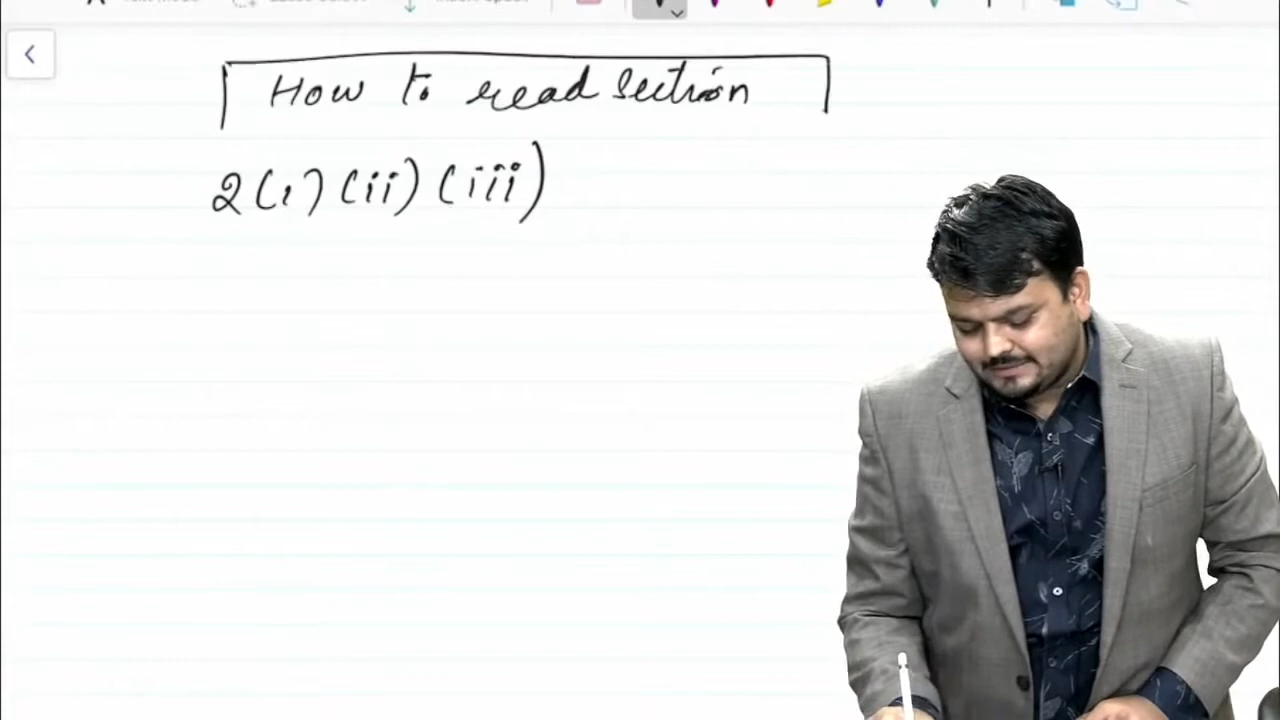 How to read section
2(i) (ii) (iii)